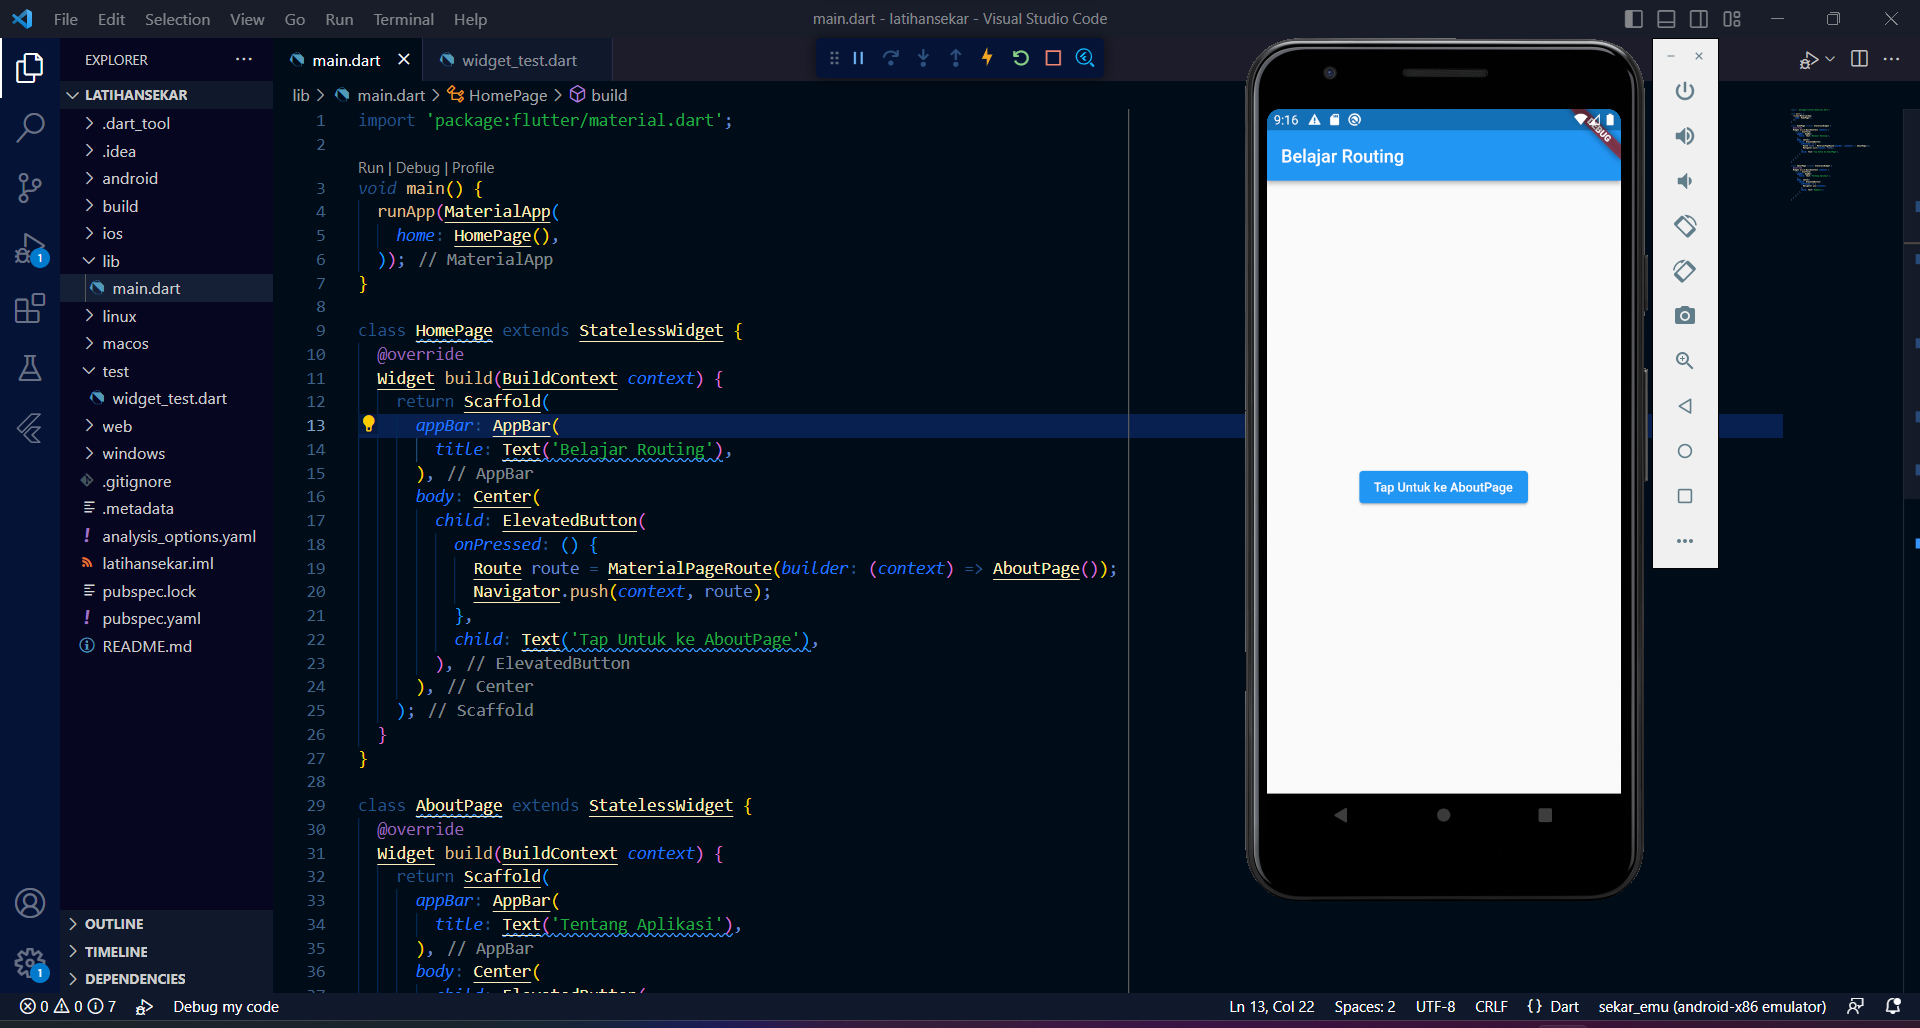 File Edit Selection View Go Run Terminal Help
main.dart - latihansekar - Visual Studio Code
EXPLORER
LATIHANSEKAR
.dart_tool
.idea
android
build
ios
lib
main.dart
linux
macos
test
widget_test.dart
web
windows
.gitignore
.metadata
! analysis_options.yaml
latihansekar.iml
pubspec.lock
! pubspec.yaml
README.md
OUTLINE
TIMELINE
DEPENDENCIES
1
1
main.dart widget_test.dart
lib > main.dart > HomePage > build
1 import 'package:flutter/material.dart';
2
Run | Debug | Profile
3 void main() {
4 runApp(MaterialApp(
5 home: HomePage(),
6 )); // MaterialApp
7 }
8
9 class HomePage extends StatelessWidget {
10 @override
11 Widget build(BuildContext context) {
12 return Scaffold(
13 appBar: AppBar(
14 title: Text('Belajar Routing'),
15 ), // AppBar
16 body: Center(
17 child: ElevatedButton(
18 onPressed: () {
19 Route route = MaterialPageRoute(builder: (context) => AboutPage());
20 Navigator.push(context, route);
21 },
22 child: Text('Tap Untuk ke AboutPage'),
23 ), // ElevatedButton
24 ), // Center
25 ); // Scaffold
26 }
27 }
28
29 class AboutPage extends StatelessWidget {
30 @override
31 Widget build(BuildContext context) {
32 return Scaffold(
33 appBar: AppBar(
34 title: Text('Tentang Aplikasi'),
35 ), // AppBar
36 body: Center(
37 child: ElevatedButton(
9:16
DEBUG
Belajar Routing
Tap Untuk ke AboutPage
0 0 7 Debug my code
Ln 13, Col 22 Spaces: 2 UTF-8 CRLF {} Dart sekar_emu (android-x86 emulator)